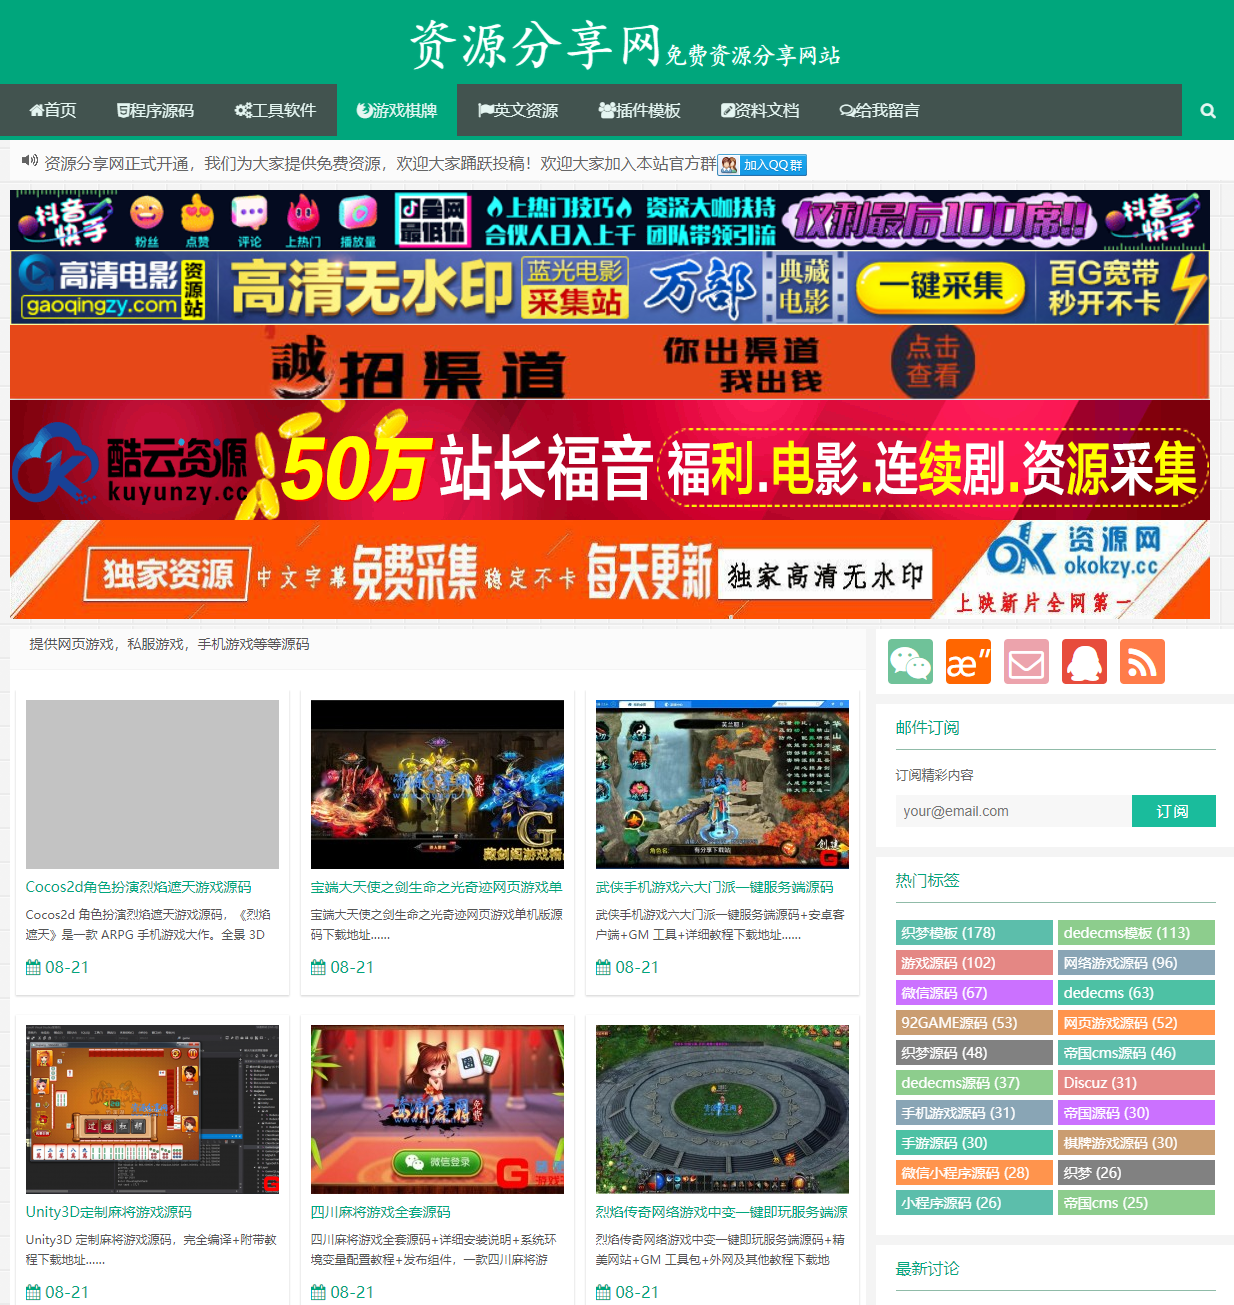 资源分享网免费资源分享网站
首页 程序源码 工具软件 游戏棋牌 英文资源 插件模板 资料文档 给我留言
资源分享网正式开通，我们为大家提供免费资源，欢迎大家踊跃投稿！欢迎大家加入本站官方群 加入QQ群
抖音 快手 粉丝 点赞 评论 上热门 播放量 抖音全网最低价 上热门技巧 资深大咖扶持 仅剩最后100席!! 抖音 快手
合伙人日入上千 团队带领引流
高清电影 资源站 高清无水印 蓝光电影 采集站 万部 典藏电影 一键采集 百G宽带
gaoqingzy.com 秒开不卡
誠招渠道 你出渠道 我出钱 点击查看
酷云资源 50万 站长福音 福利.电影.连续剧.资源采集
kuyunzy.cc
独家资源 中文字幕 免费采集 稳定不卡 每天更新 独家高清无水印 OK 资源网
okokzy.cc
上映新片全网第一
提供网页游戏，私服游戏，手机游戏等等源码
æ”
Cocos2d角色扮演烈焰遮天游戏源码
Cocos2d 角色扮演烈焰遮天游戏源码，《烈焰
遮天》是一款 ARPG 手机游戏大作。全景 3D
08-21
宝端大天使之剑生命之光奇迹网页游戏单
宝端大天使之剑生命之光奇迹网页游戏单机版源
码下载地址......
08-21
武侠手机游戏六大门派一键服务端源码
武侠手机游戏六大门派一键服务端源码+安卓客
户端+GM 工具+详细教程下载地址......
08-21
微信登录
Unity3D定制麻将游戏源码
Unity3D 定制麻将游戏源码，完全编译+附带教
程下载地址......
08-21
四川麻将游戏全套源码
四川麻将游戏全套源码+详细安装说明+系统环
境变量配置教程+发布组件，一款四川麻将游
08-21
烈焰传奇网络游戏中变一键即玩服务端源
烈焰传奇网络游戏中变一键即玩服务端源码+精
美网站+GM 工具包+外网及其他教程下载地
08-21
邮件订阅
订阅精彩内容
your@email.com 订阅
热门标签
织梦模板 (178) dedecms模板 (113)
游戏源码 (102) 网络游戏源码 (96)
微信源码 (67) dedecms (63)
92GAME源码 (53) 网页游戏源码 (52)
织梦源码 (48) 帝国cms源码 (46)
dedecms源码 (37) Discuz (31)
手机游戏源码 (31) 帝国源码 (30)
手游源码 (30) 棋牌游戏源码 (30)
微信小程序源码 (28) 织梦 (26)
小程序源码 (26) 帝国cms (25)
最新讨论